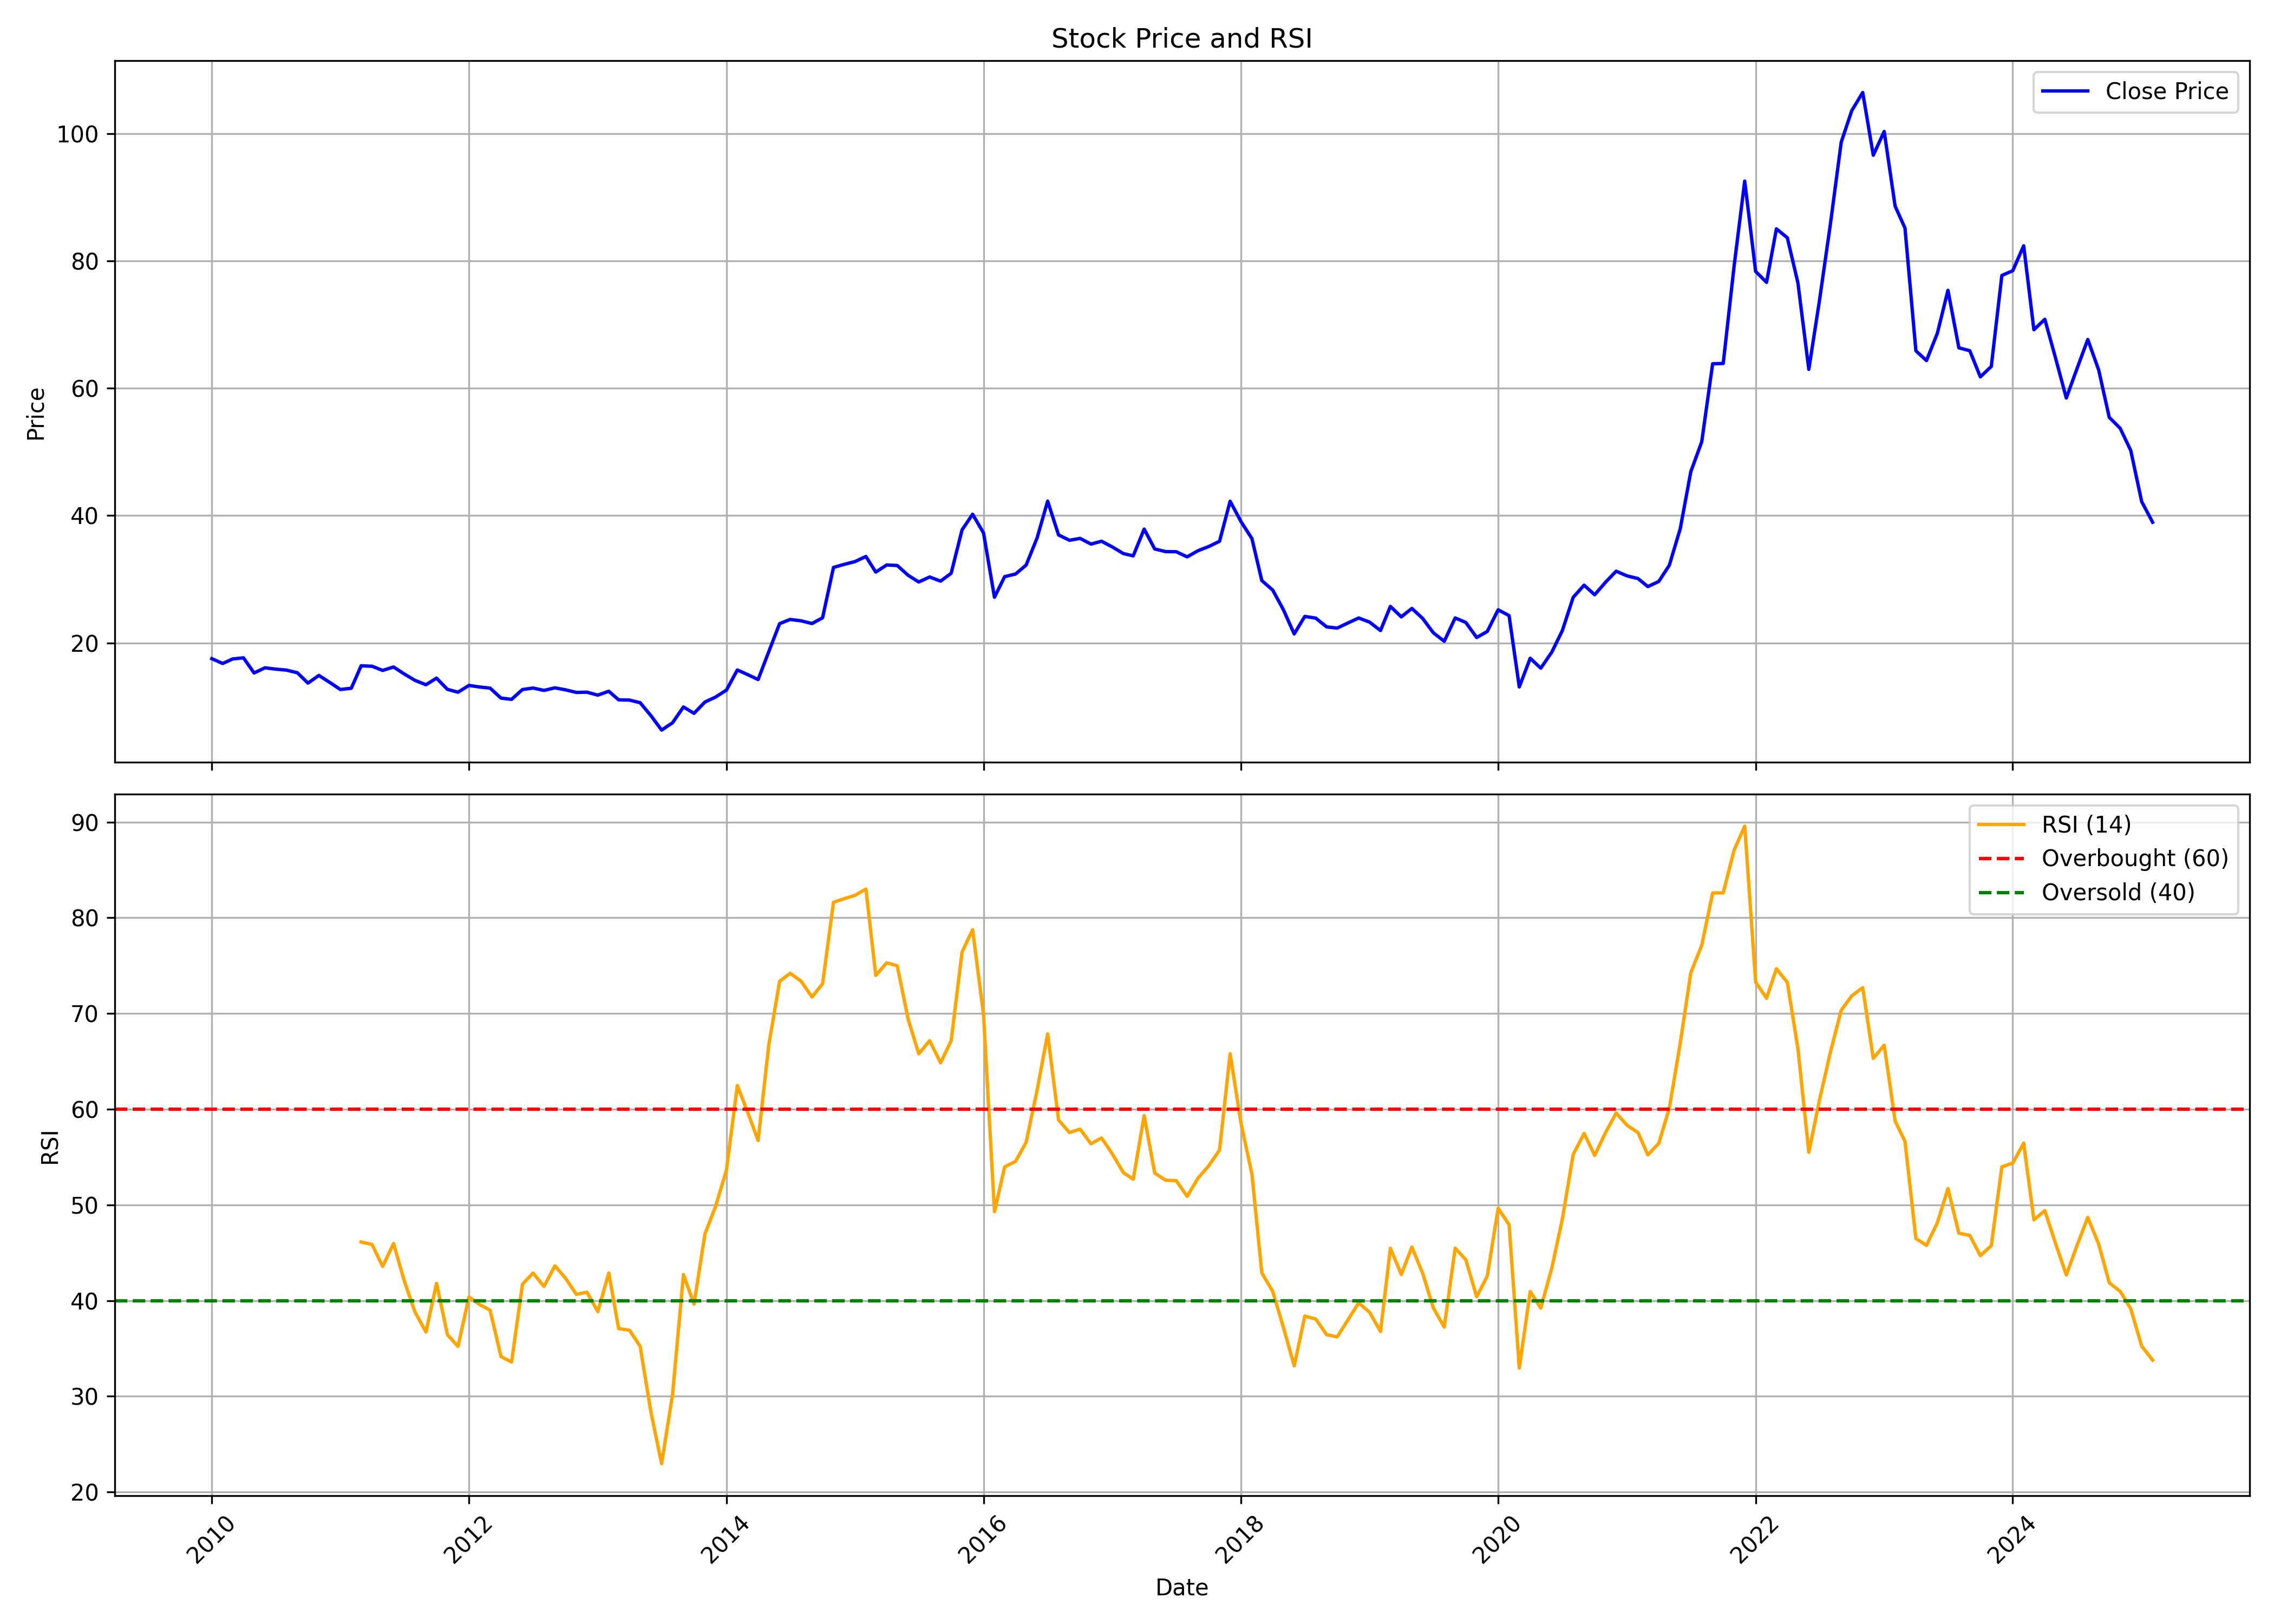 Stock Price and RSI
Close Price
100
80
60
40
20
Price
RSI (14)
Overbought (60)
Oversold (40)
90
80
70
60
50
40
30
20
RSI
2010
2012
2014
2016
2018
2020
2022
2024
Date